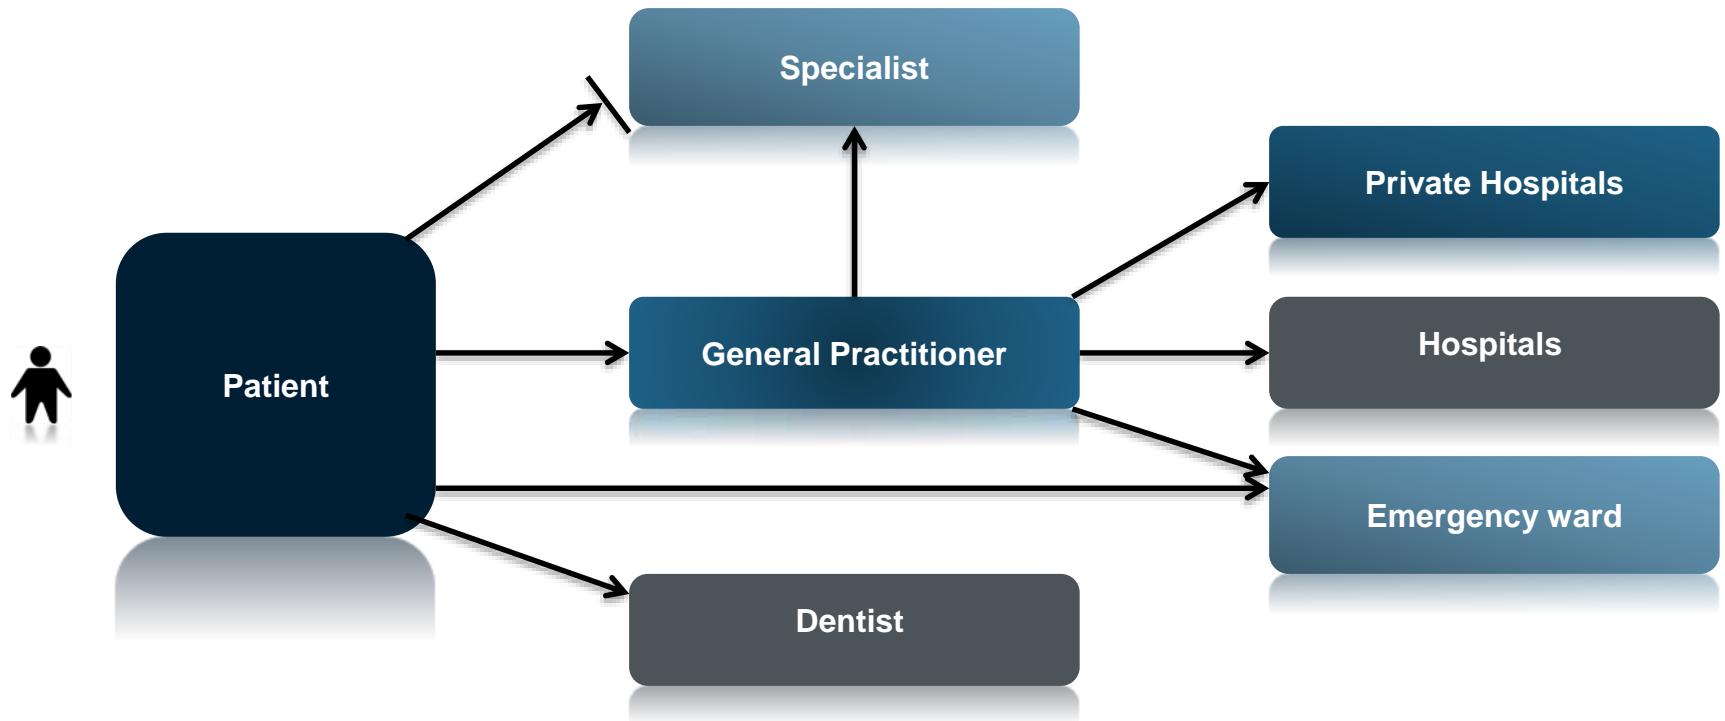 Specialist
Private Hospitals
General Practitioner
Hospitals
Patient
Emergency ward
Dentist